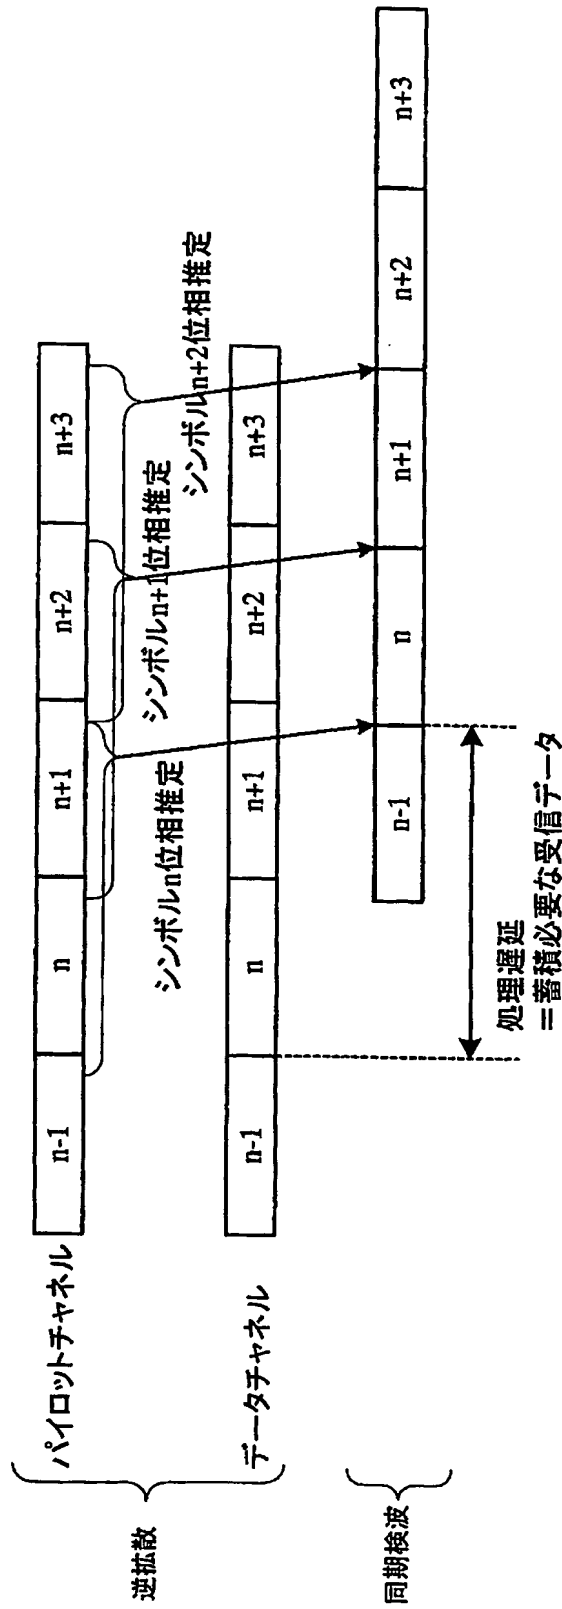 逆拡散
パイロットチャネル
n-1
n
n+1
n+2
n+3
シンボルn位相推定
シンボルn+1位相推定
シンボルn+2位相推定
データチャネル
n-1
n
n+1
n+2
n+3
同期検波
n-1
n
n+1
n+2
n+3
処理遅延
＝蓄積必要な受信データ